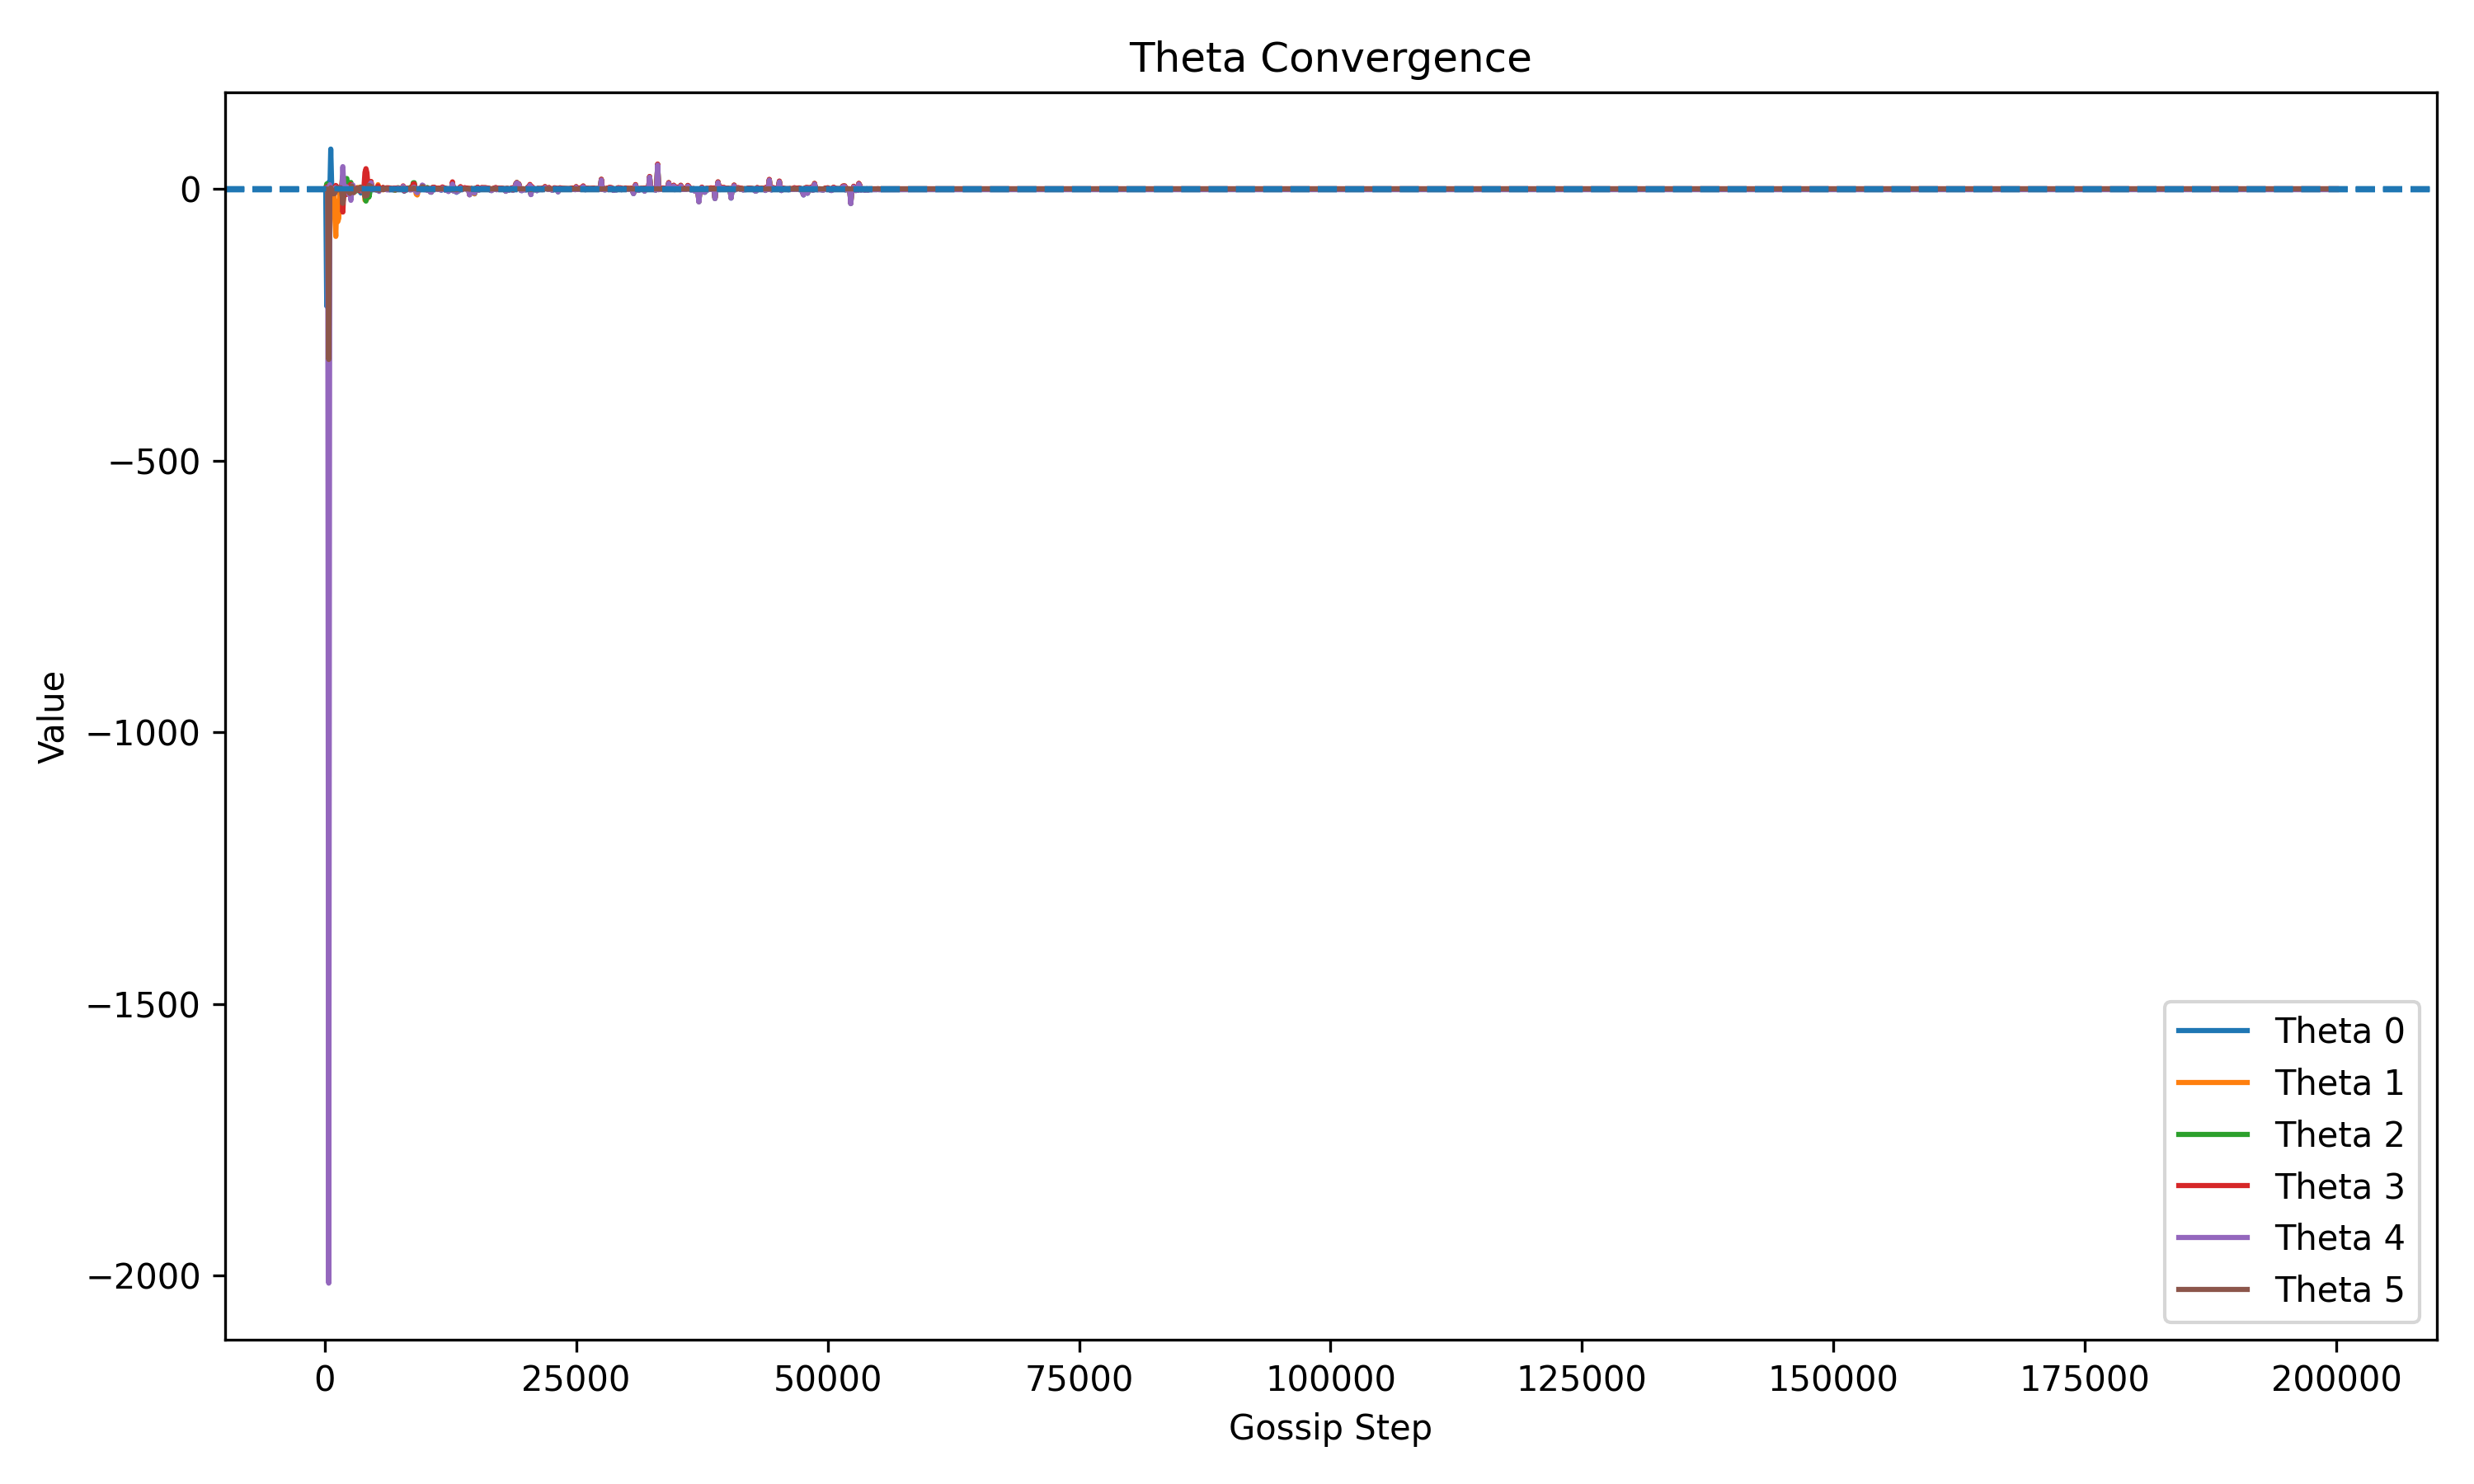 Theta Convergence
Value
0
−500
−1000
−1500
−2000
Theta 0
Theta 1
Theta 2
Theta 3
Theta 4
Theta 5
0 25000 50000 75000 100000 125000 150000 175000 200000
Gossip Step